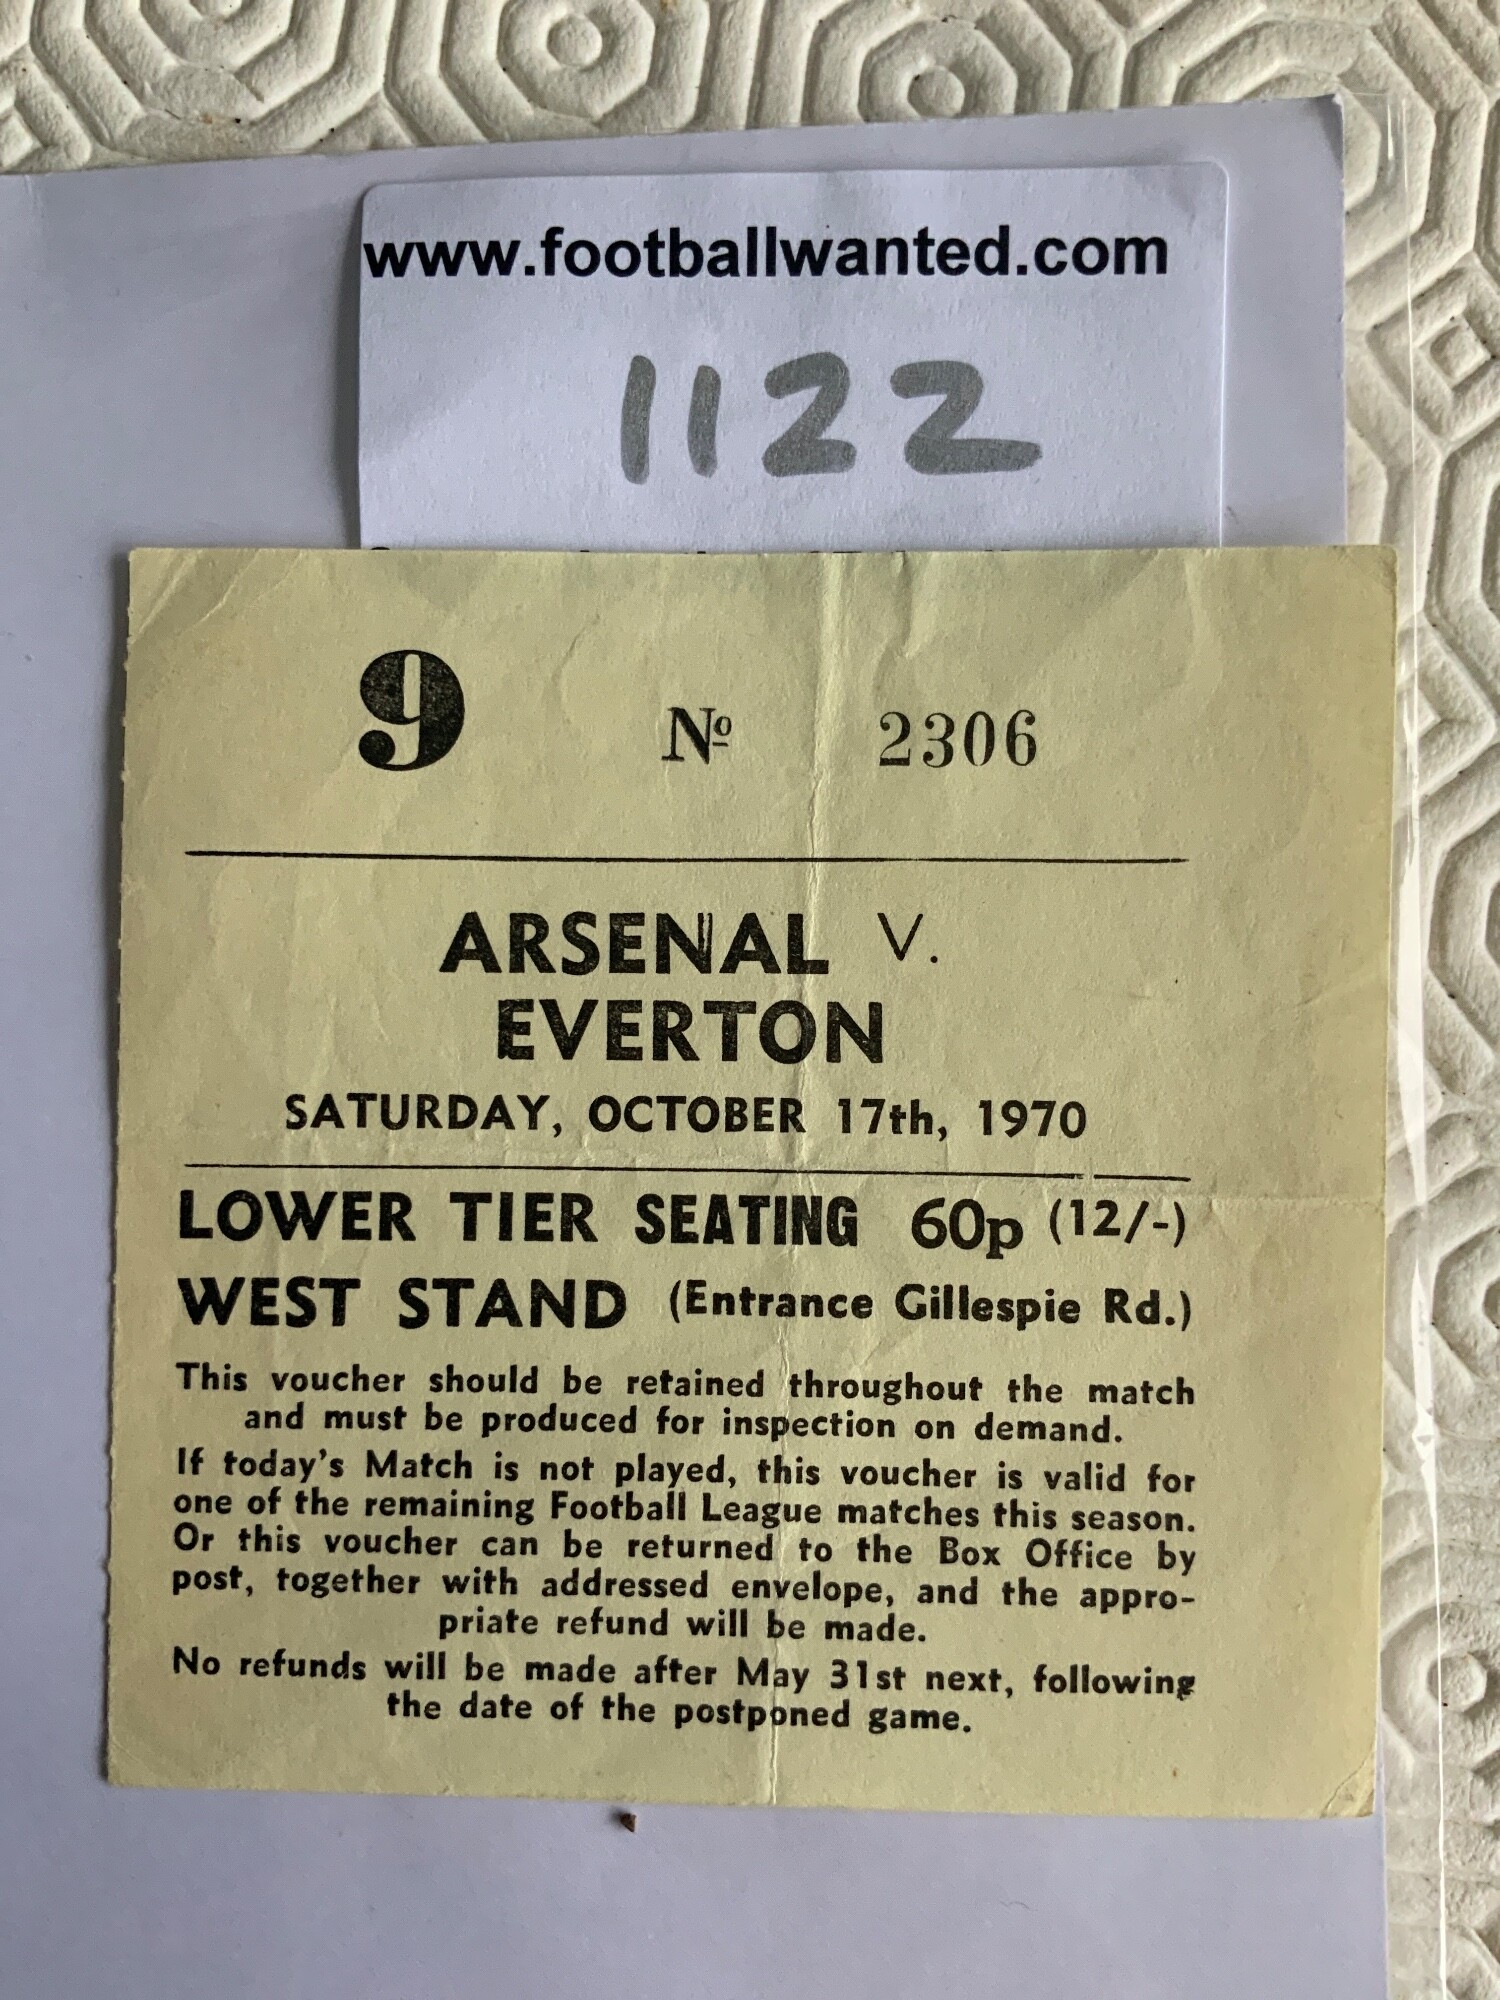 www.footballwanted.com
1122
9 Nº 2306
ARSENAL V.
EVERTON
SATURDAY, OCTOBER 17th, 1970
LOWER TIER SEATING 60p (12/-)
WEST STAND (Entrance Gillespie Rd.)
This voucher should be retained throughout the match
and must be produced for inspection on demand.
If today's Match is not played, this voucher is valid for
one of the remaining Football League matches this season.
Or this voucher can be returned to the Box Office by
post, together with addressed envelope, and the appro-
priate refund will be made.
No refunds will be made after May 31st next, following
the date of the postponed game.